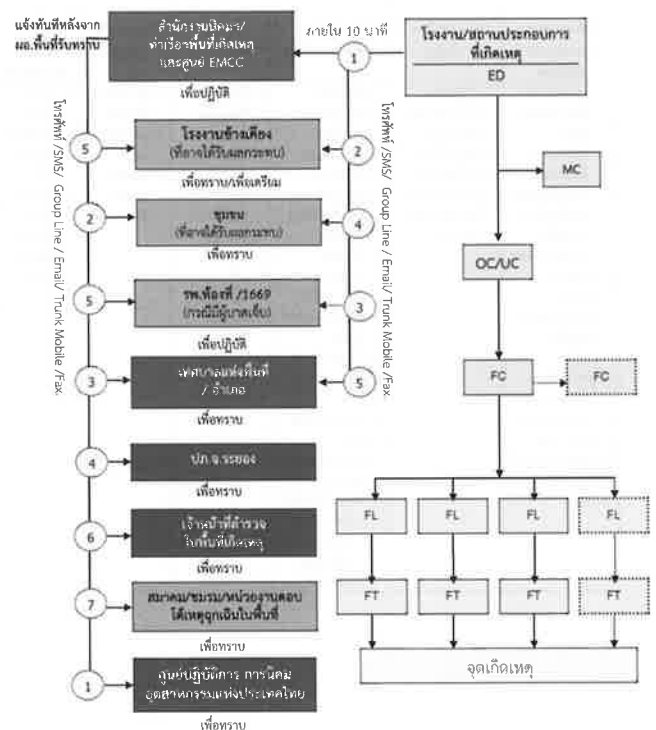 แจ้งทันทีหลังจาก
ผอ.พื้นที่รับทราบ
สำนักงานนิคมฯ/
ท่าเรือพื้นที่เกิดเหตุ
และศูนย์ EMCC
เพื่อปฏิบัติ
ภายใน 10 นาที
1
โรงงาน/สถานประกอบการ
ที่เกิดเหตุ
ED
MC
OC/UC
FC
FC
FL
FL
FL
FL
FT
FT
FT
FT
จุดเกิดเหตุ
โทรศัพท์ /SMS/ Group Line / Email/ Trunk Mobile /Fax
โทรศัพท์ /SMS/ Group Line / Email/ Trunk Mobile /Fax
5
โรงงานข้างเคียง
(ที่อาจได้รับผลกระทบ)
2
เพื่อทราบ/เพื่อเตรียม
2
ชุมชน
(ที่อาจได้รับผลกระทบ)
4
เพื่อทราบ
5
รพ.ท้องที่ /1669
(กรณีมีผู้บาดเจ็บ)
3
เพื่อปฏิบัติ
3
เทศบาลแห่งพื้นที่
/ อำเภอ
5
เพื่อทราบ
4
ปภ.จ.ระยอง
เพื่อทราบ
6
เจ้าหน้าที่ตำรวจ
ในพื้นที่เกิดเหตุ
เพื่อทราบ
7
สมาคม/ชมรม/หน่วยงานตอบ
โต้เหตุฉุกเฉินในพื้นที่
เพื่อทราบ
1
ศูนย์ปฏิบัติการ การนิคม
อุตสาหกรรมแห่งประเทศไทย
เพื่อทราบ